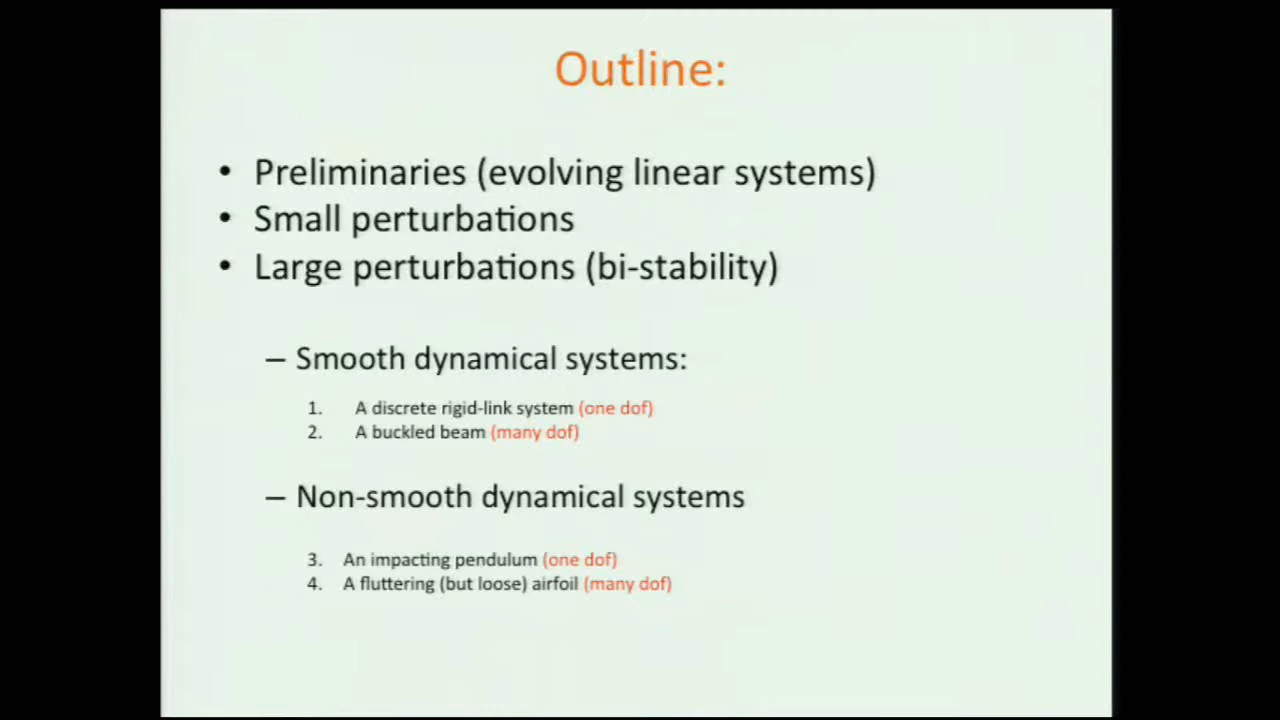 Outline:
• Preliminaries (evolving linear systems)
• Small perturbations
• Large perturbations (bi-stability)
– Smooth dynamical systems:
1. A discrete rigid-link system (one dof)
2. A buckled beam (many dof)
– Non-smooth dynamical systems
3. An impacting pendulum (one dof)
4. A fluttering (but loose) airfoil (many dof)